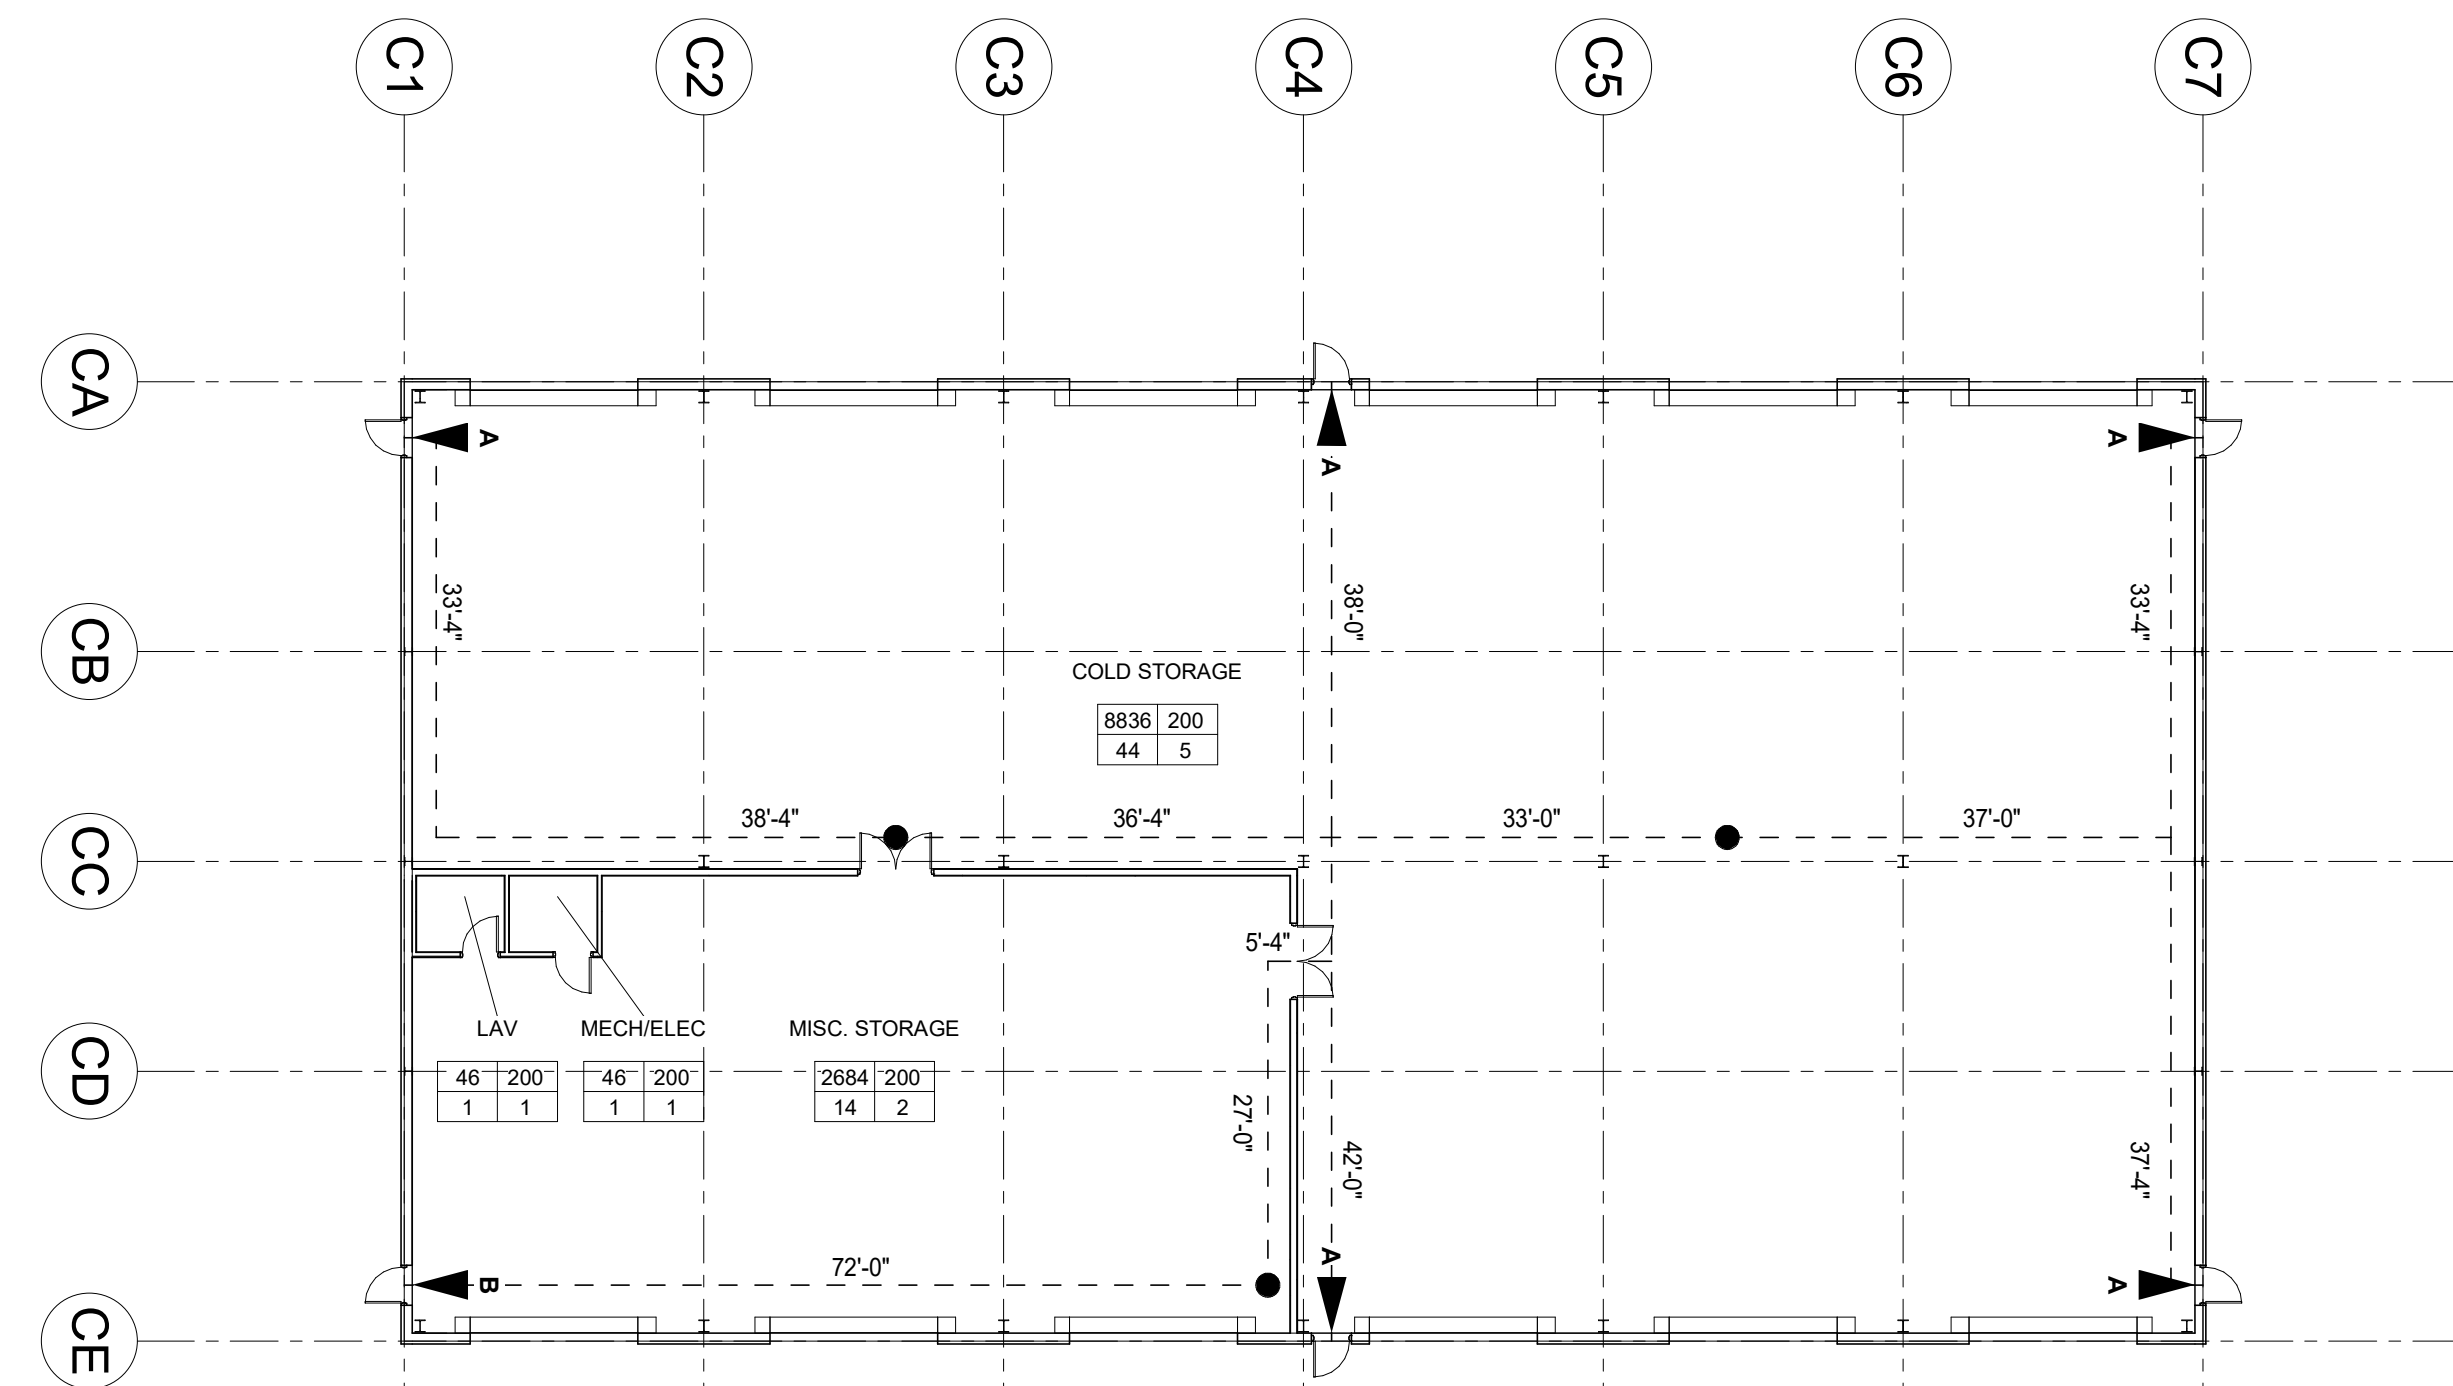 C1 C2 C3 C4 C5 C6 C7
CA
A A
A
33'-4" 38'-0" 33'-4"
CB
COLD STORAGE
8836 200
44 5
38'-4" 36'-4" 33'-0" 37'-0"
CC
5'-4"
LAV MECH/ELEC MISC. STORAGE
CD
46 200 46 200 2684 200
1 1 1 1 14 2
27'-0" 42'-0" 37'-4"
A
72'-0"
B A
CE